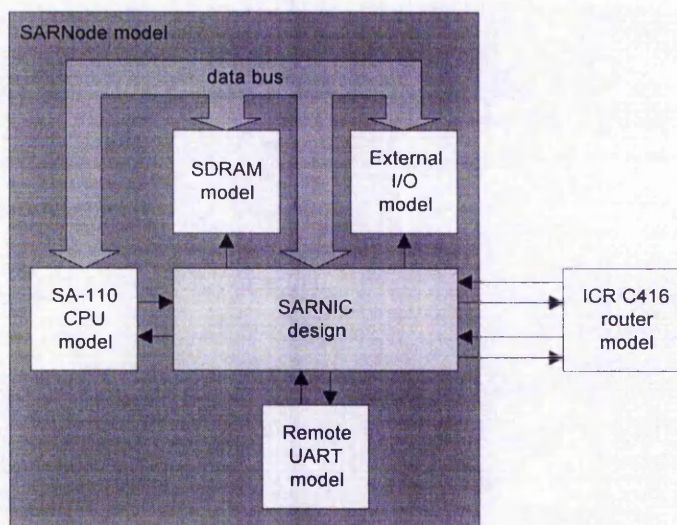 SARNode model
data bus
SDRAM
model
External
I/O
model
SA-110
CPU
model
SARNIC
design
ICR C416
router
model
Remote
UART
model